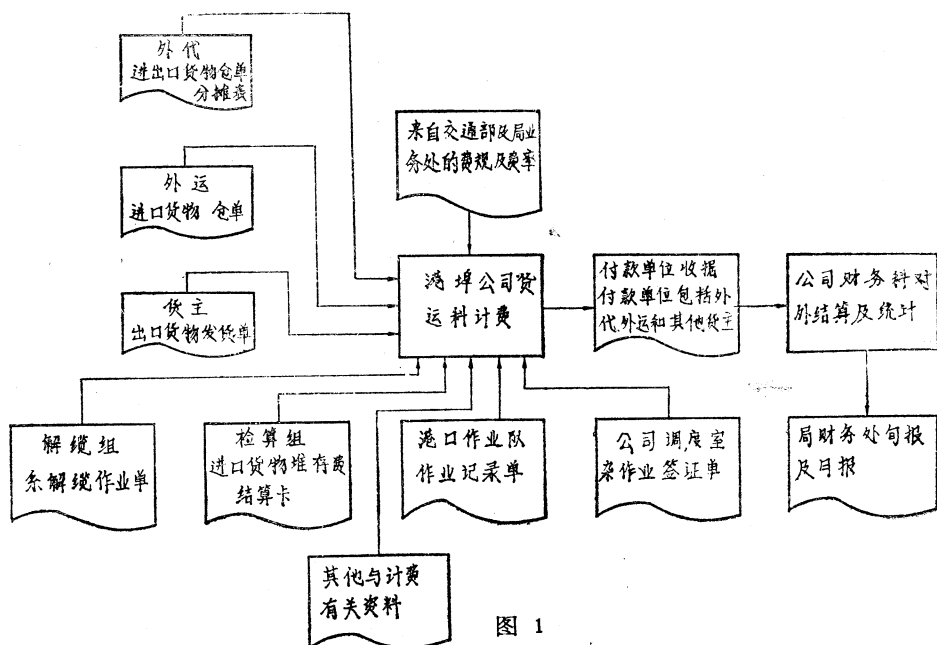 外代
进出口货物仓单
分摊表
来自交通部及局业
务处的费规及费率
外运
进口货物 仓单
货主
出口货物发货单
港埠公司货
运科计费
付款单位收据
付款单位包括外
代外运和其他货主
公司财务科对
外结算及统计
解缆组
系解缆作业单
检算组
进口货物堆存费
结算卡
港口作业队
作业记录单
公司调度室
杂作业签证单
局财务处旬报
及月报
其他与计费
有关资料
图 1